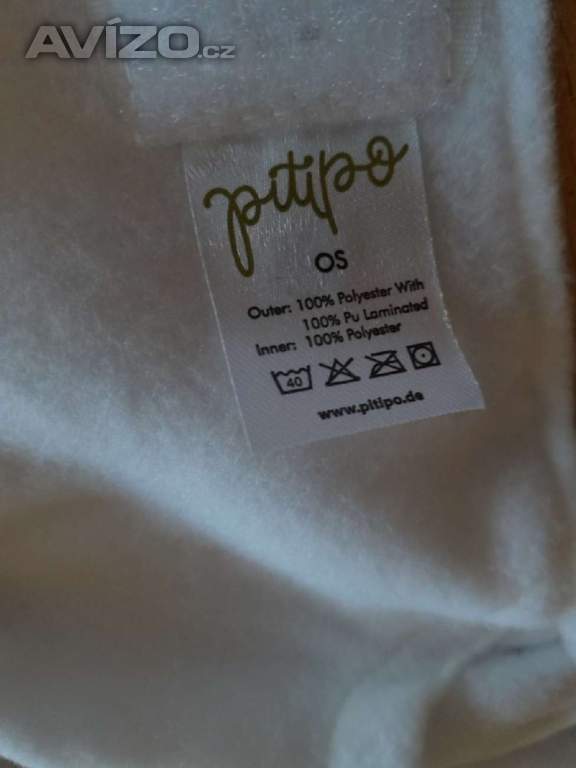 AVÍZO.cz
pitipo
OS
Outer: 100% Polyester With
100% Pu Laminated
Inner: 100% Polyester
40
www.pitipo.de